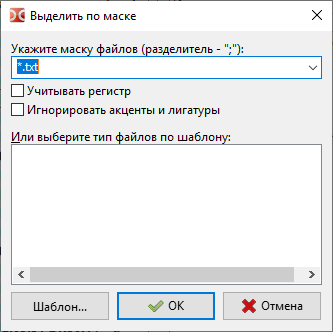 Выделить по маске
Укажите маску файлов (разделитель - ";"):
*.txt
Учитывать регистр
Игнорировать акценты и лигатуры
Или выберите тип файлов по шаблону:
Шаблон...
OK
Отмена